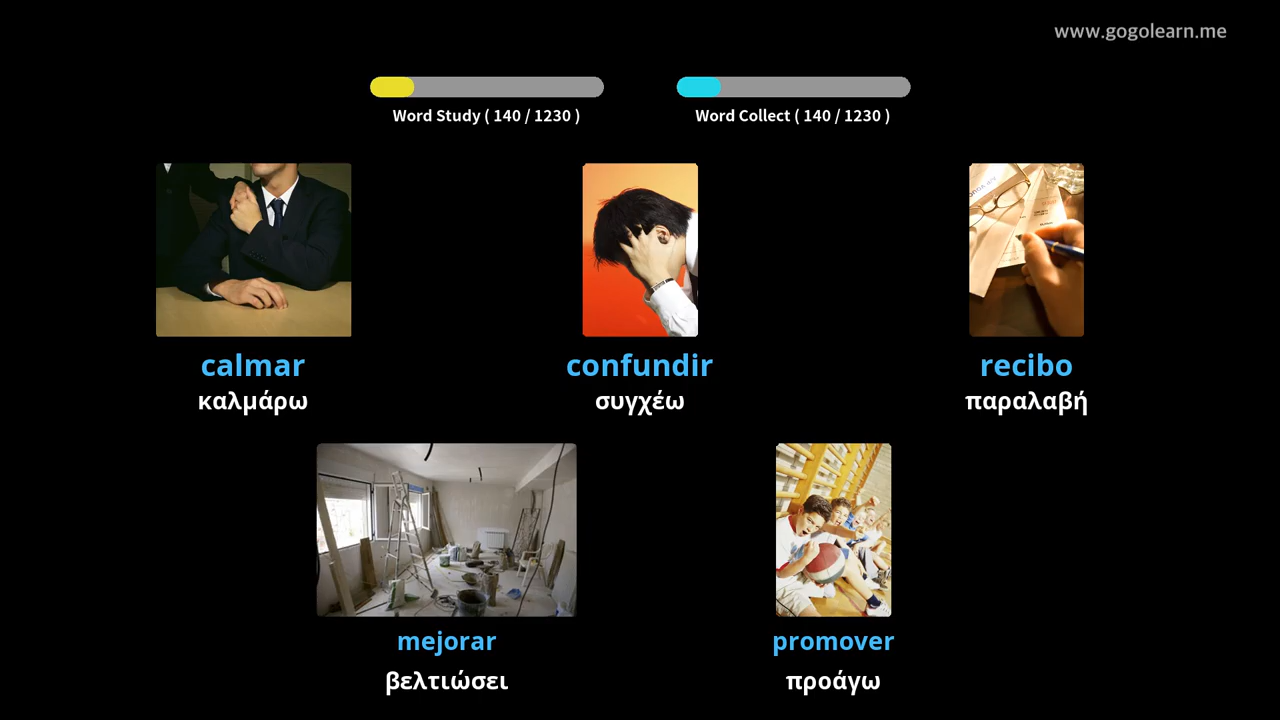 www.gogolearn.me
Word Study ( 140 / 1230 )
Word Collect ( 140 / 1230 )
calmar
καλμάρω
confundir
συγχέω
recibo
παραλαβή
mejorar
βελτιώσει
promover
προάγω